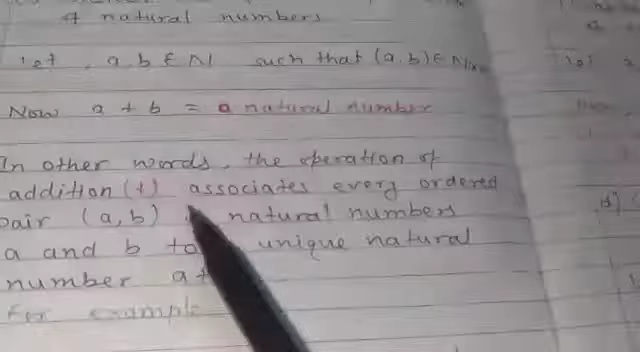 of natural numbers
let, a, b ∈ N such that (a, b) ∈ N×N
Now a + b = a natural number
In other words, the operation of
addition (+) associates every ordered
pair (a, b) natural numbers
a and b to unique natural
number a+
For example